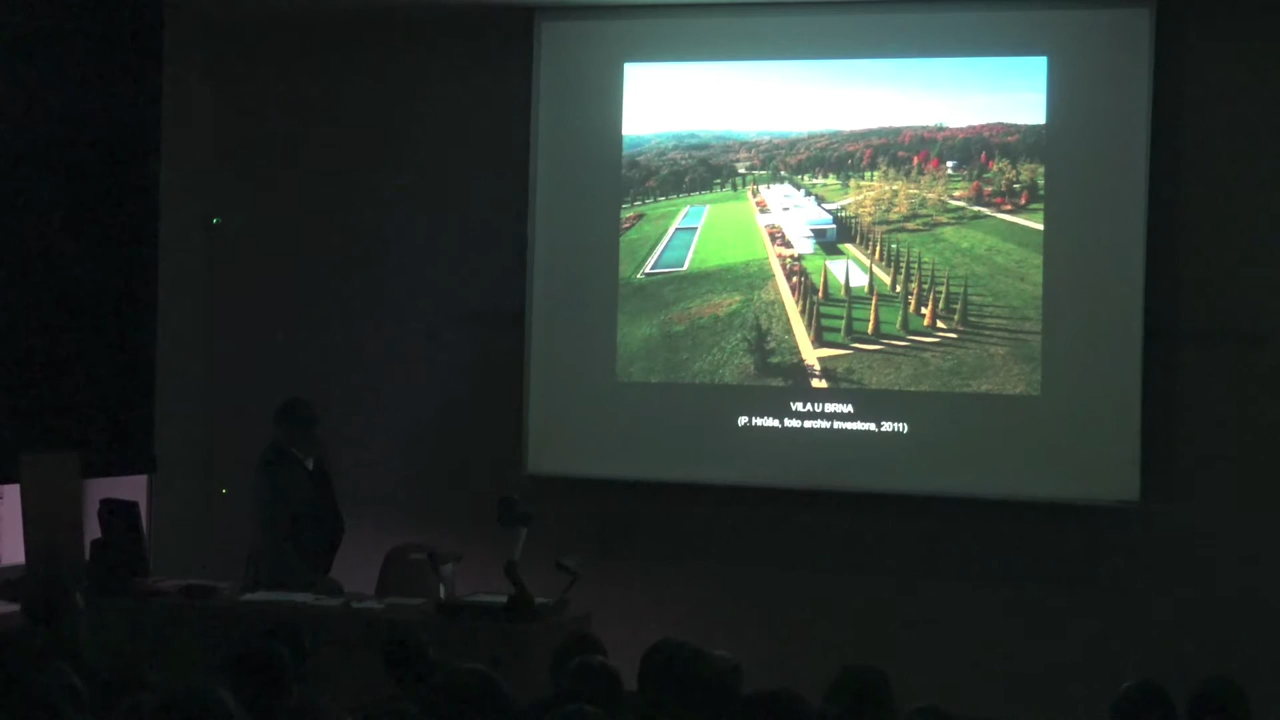 VILA U BRNA
(P. Hrůša, foto archiv investora, 2011)